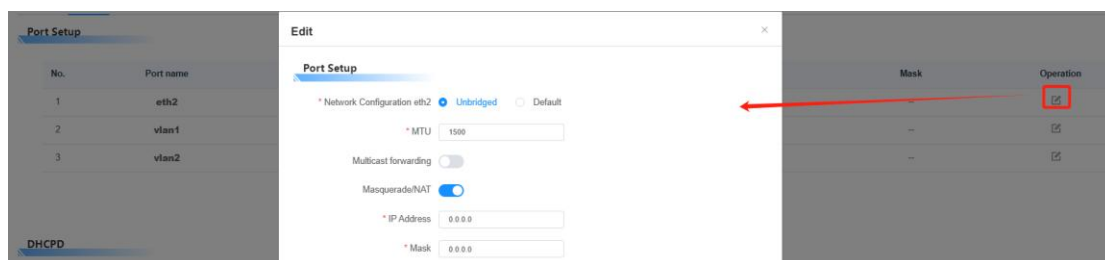 Port Setup
No. Port name Mask Operation
1 eth2 --
2 vlan1 --
3 vlan2 --
DHCPD
Edit ×
Port Setup
* Network Configuration eth2 Unbridged Default
* MTU 1500
Multicast forwarding
Masquerade/NAT
* IP Address 0.0.0.0
* Mask 0.0.0.0